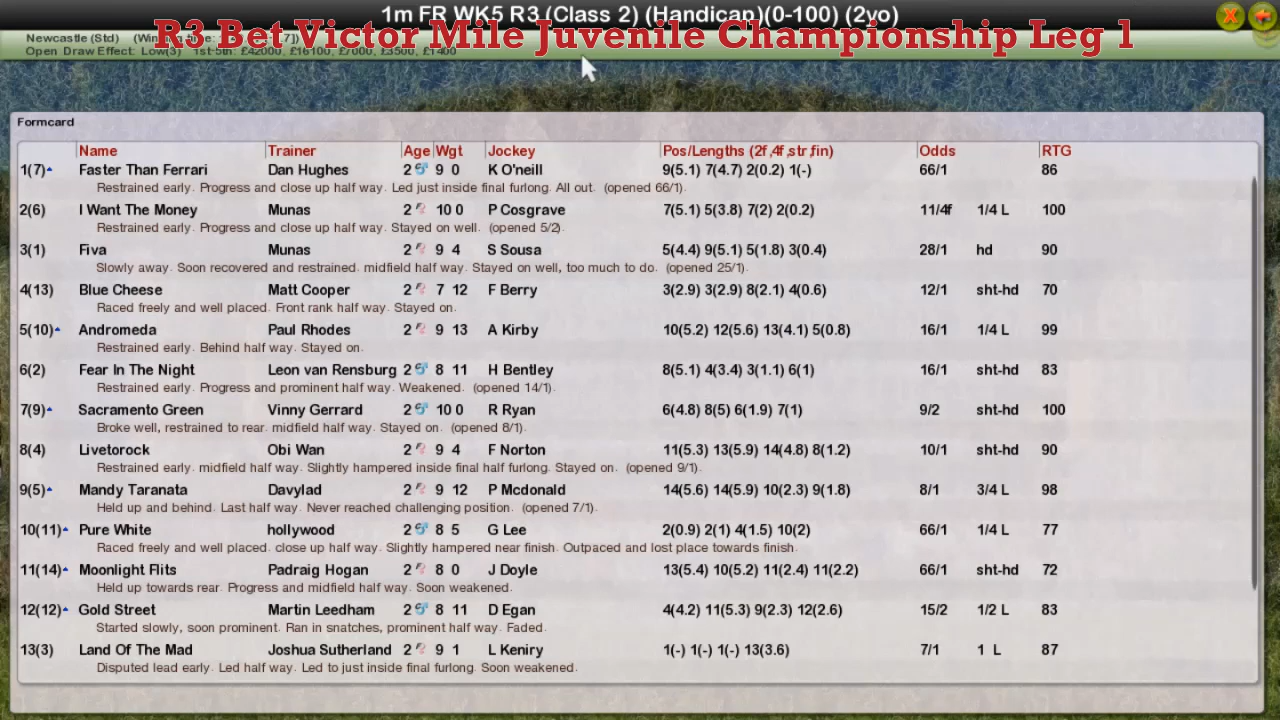 1m FR WK5 R3 (Class 2) (Handicap)(0-100) (2yo)
R3 Bet Victor Mile Juvenile Championship Leg 1
Newcastle (Std)
Open Draw Effect: Low(3) 1st-5th: £42000, £16100, £7000, £3500, £1400
Formcard
Name Trainer Age Wgt Jockey Pos/Lengths (2f,4f,str,fin) Odds RTG
1(7) Faster Than Ferrari Dan Hughes 2 9 0 K O'neill 9(5.1) 7(4.7) 2(0.2) 1(-) 66/1 86
Restrained early. Progress and close up half way. Led just inside final furlong. All out. (opened 66/1).
2(6) I Want The Money Munas 2 10 0 P Cosgrave 7(5.1) 5(3.8) 7(2) 2(0.2) 11/4f 1/4 L 100
Restrained early. Progress and close up half way. Stayed on well. (opened 5/2).
3(1) Fiva Munas 2 9 4 S Sousa 5(4.4) 9(5.1) 5(1.8) 3(0.4) 28/1 hd 90
Slowly away. Soon recovered and restrained. midfield half way. Stayed on well, too much to do. (opened 25/1).
4(13) Blue Cheese Matt Cooper 2 7 12 F Berry 3(2.9) 3(2.9) 8(2.1) 4(0.6) 12/1 sht-hd 70
Raced freely and well placed. Front rank half way. Stayed on.
5(10) Andromeda Paul Rhodes 2 9 13 A Kirby 10(5.2) 12(5.6) 13(4.1) 5(0.8) 16/1 1/4 L 99
Restrained early. Behind half way. Stayed on.
6(2) Fear In The Night Leon van Rensburg 2 8 11 H Bentley 8(5.1) 4(3.4) 3(1.1) 6(1) 16/1 sht-hd 83
Restrained early. Progress and prominent half way. Weakened. (opened 14/1).
7(9) Sacramento Green Vinny Gerrard 2 10 0 R Ryan 6(4.8) 8(5) 6(1.9) 7(1) 9/2 sht-hd 100
Broke well, restrained to rear. midfield half way. Stayed on. (opened 8/1).
8(4) Livetorock Obi Wan 2 9 4 F Norton 11(5.3) 13(5.9) 14(4.8) 8(1.2) 10/1 sht-hd 90
Restrained early. midfield half way. Slightly hampered inside final half furlong. Stayed on. (opened 9/1).
9(5) Mandy Taranata Davylad 2 9 12 P Mcdonald 14(5.6) 14(5.9) 10(2.3) 9(1.8) 8/1 3/4 L 98
Held up and behind. Last half way. Never reached challenging position. (opened 7/1).
10(11) Pure White hollywood 2 8 5 G Lee 2(0.9) 2(1) 4(1.5) 10(2) 66/1 1/4 L 77
Raced freely and well placed. close up half way. Slightly hampered near finish. Outpaced and lost place towards finish.
11(14) Moonlight Flits Padraig Hogan 2 8 0 J Doyle 13(5.4) 10(5.2) 11(2.4) 11(2.2) 66/1 sht-hd 72
Held up towards rear. Progress and midfield half way. Soon weakened.
12(12) Gold Street Martin Leedham 2 8 11 D Egan 4(4.2) 11(5.3) 9(2.3) 12(2.6) 15/2 1/2 L 83
Started slowly, soon prominent. Ran in snatches, prominent half way. Faded.
13(3) Land Of The Mad Joshua Sutherland 2 9 1 L Keniry 1(-) 1(-) 1(-) 13(3.6) 7/1 1 L 87
Disputed lead early. Led half way. Led to just inside final furlong. Soon weakened.